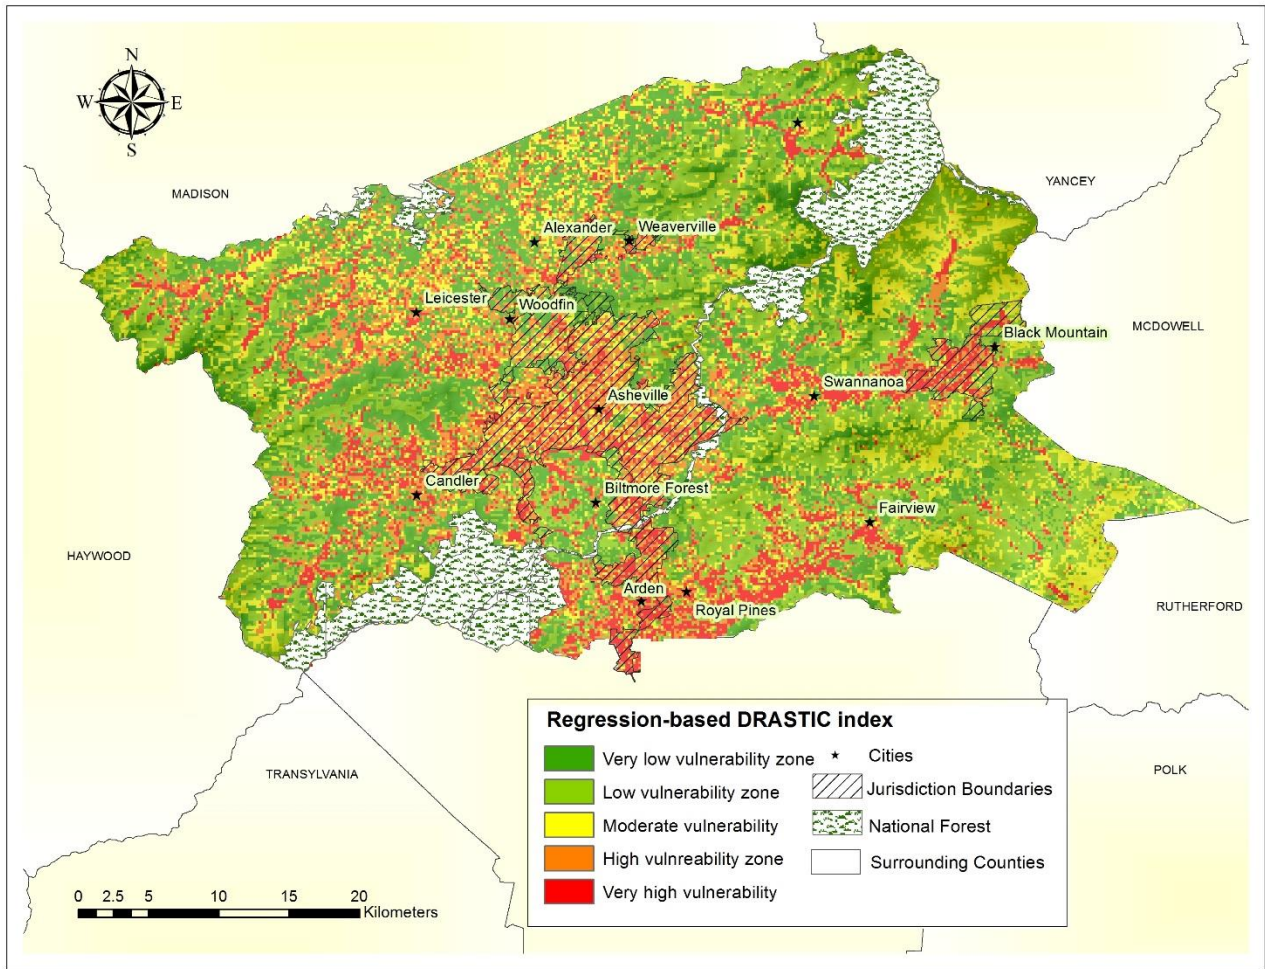 N
W E
S
MADISON
YANCEY
Alexander
Weaverville
Leicester
Woodfin
MCDOWELL
Black Mountain
Swannanoa
Asheville
Candler
Biltmore Forest
Fairview
HAYWOOD
Arden
Royal Pines
RUTHERFORD
TRANSYLVANIA
POLK
Regression-based DRASTIC index
Very low vulnerability zone
Low vulnerability zone
Moderate vulnerability
High vulnreability zone
Very high vulnerability
Cities
Jurisdiction Boundaries
National Forest
Surrounding Counties
0 2.5 5 10 15 20
Kilometers